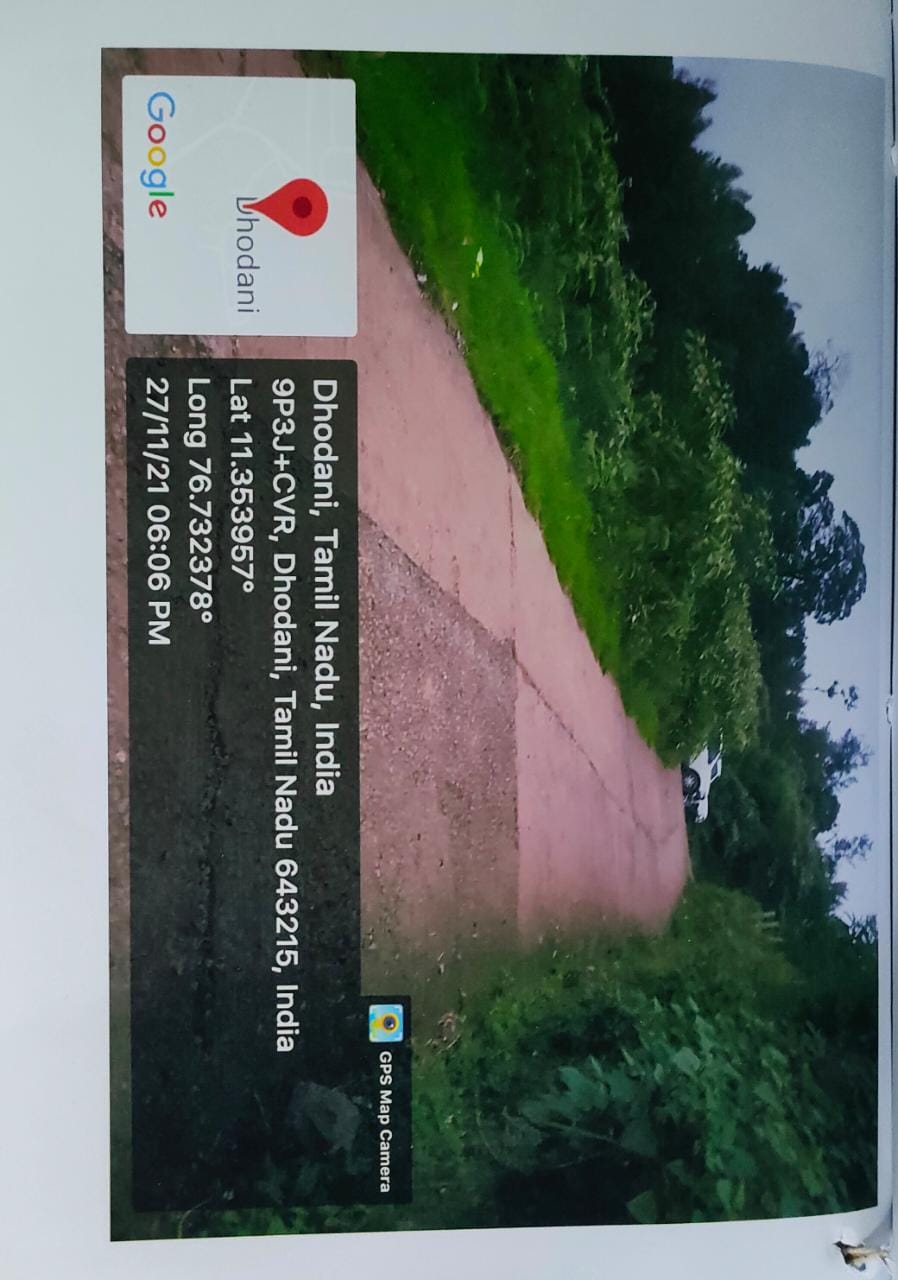 GPS Map Camera
Dhodani, Tamil Nadu, India
9P3J+CVR, Dhodani, Tamil Nadu 643215, India
Lat 11.353957°
Long 76.732378°
27/11/21 06:06 PM
Dhodani
Google